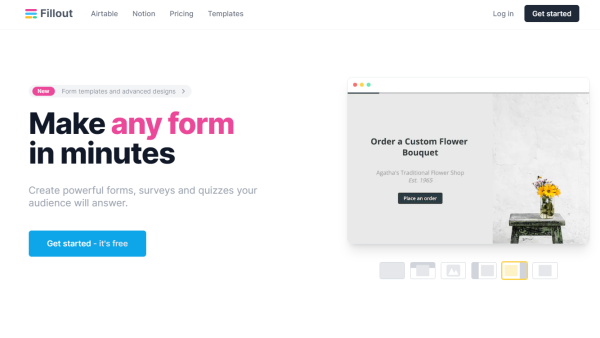 Fillout
Airtable
Notion
Pricing
Templates
Log in
Get started
New
Form templates and advanced designs
Make any form
in minutes
Create powerful forms, surveys and quizzes your
audience will answer.
Get started - it's free
Order a Custom Flower
Bouquet
Agatha's Traditional Flower Shop
Est. 1965
Place an order